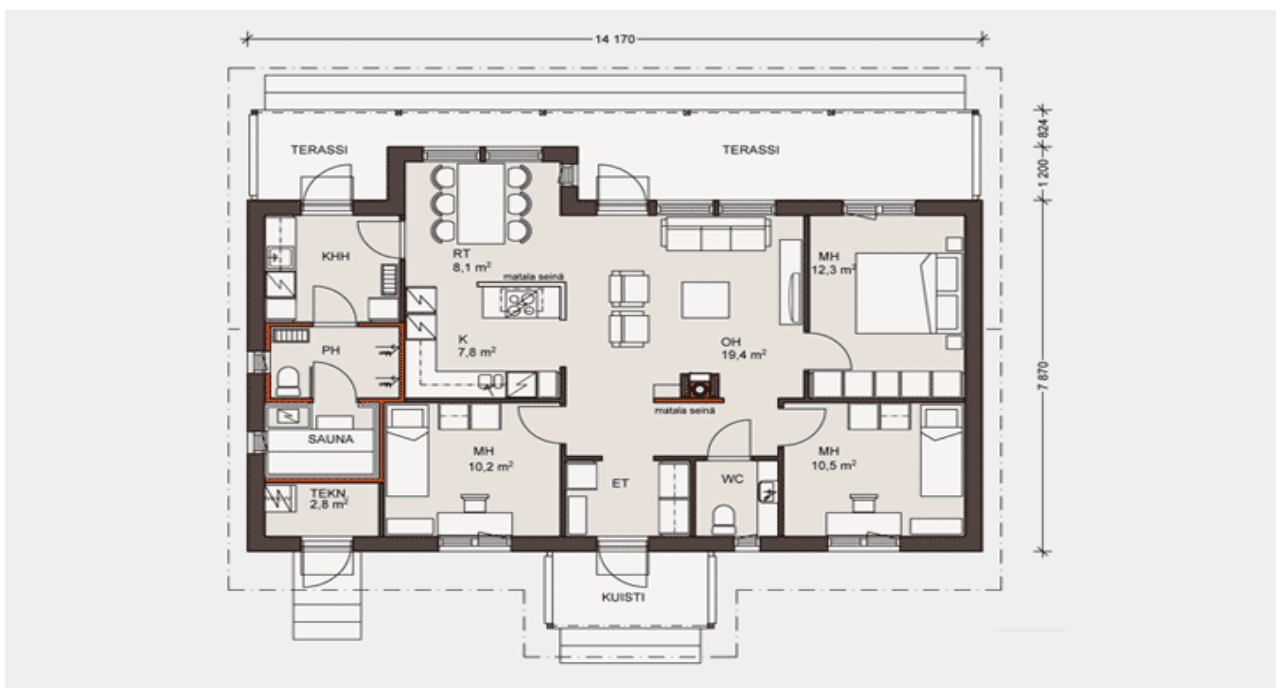 14 170
TERASSI
TERASSI
824
1 200
7 870
KHH
RT
8,1 m²
matala seinä
MH
12,3 m²
PH
K
7,8 m²
OH
19,4 m²
matala seinä
SAUNA
MH
10,2 m²
MH
10,5 m²
ET
WC
TEKN.
2,8 m²
KUISTI